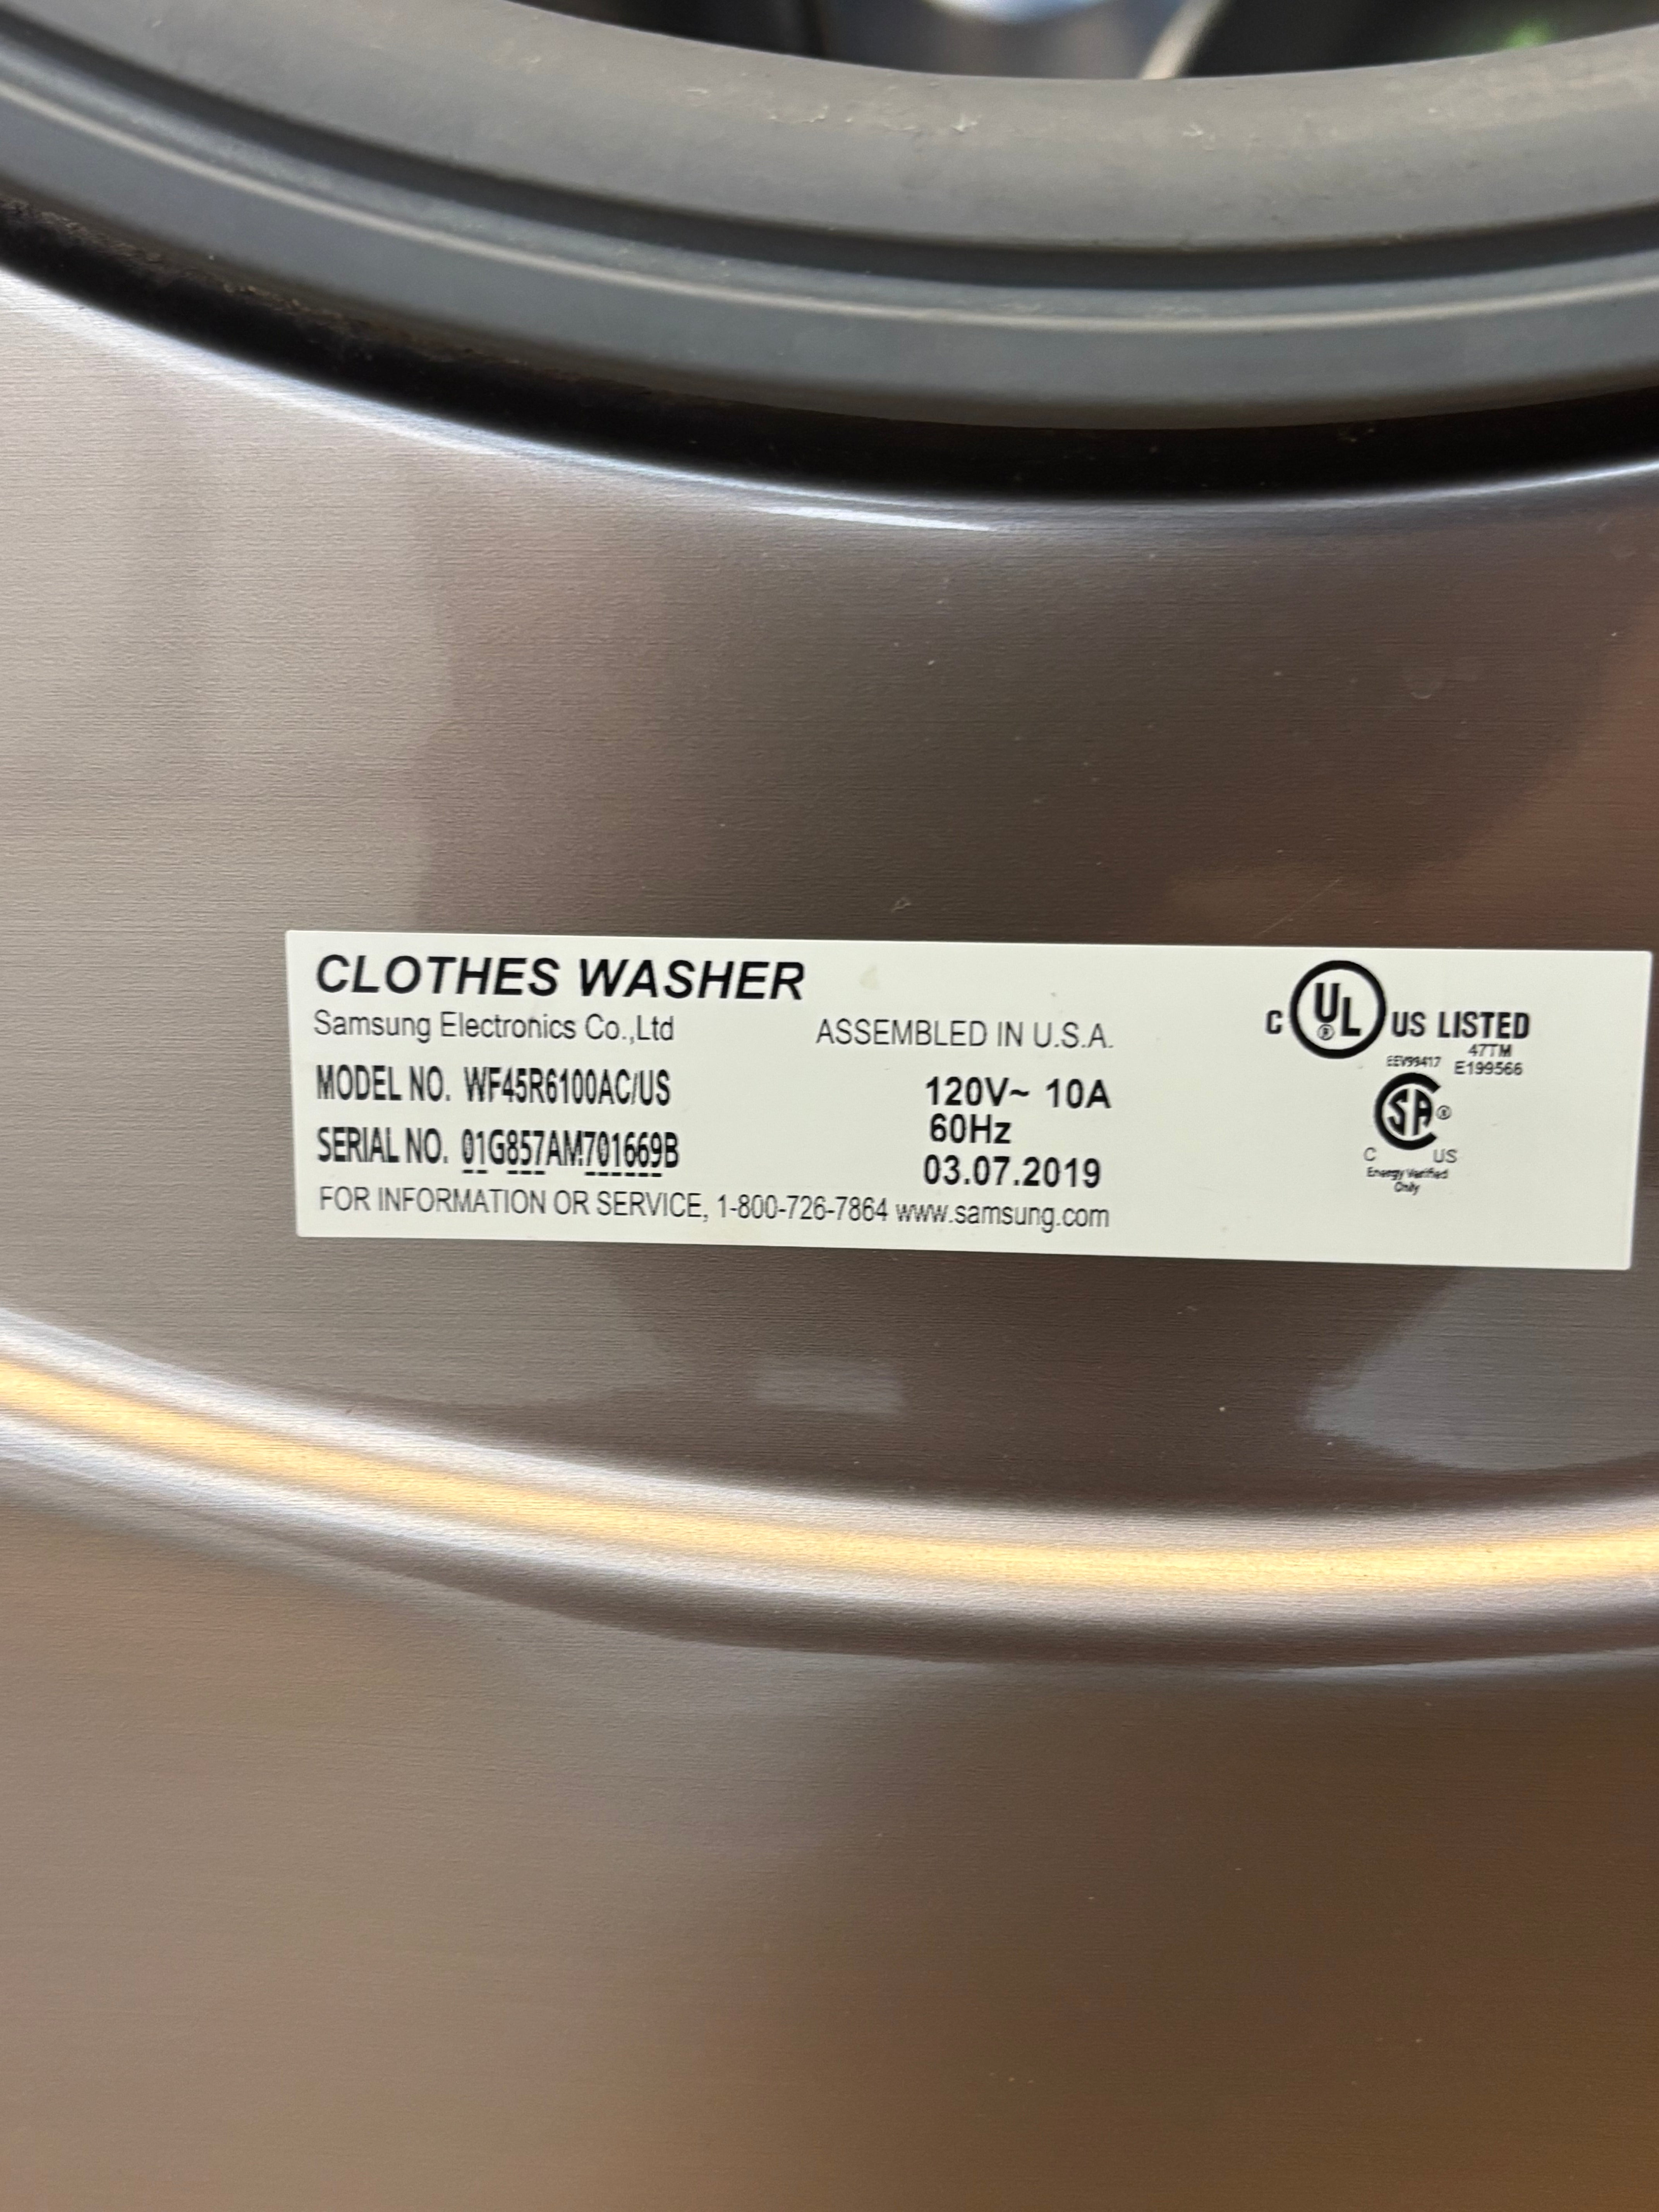 CLOTHES WASHER
Samsung Electronics Co.,Ltd
ASSEMBLED IN U.S.A.
MODEL NO. WF45R6100AC/US
120V~ 10A
60Hz
SERIAL NO. 01G857AM701669B
03.07.2019
FOR INFORMATION OR SERVICE, 1-800-726-7864 www.samsung.com
C UL ® US LISTED
47TM
EEV99417 E199566
SA ®
C US
Energy Verified
Only